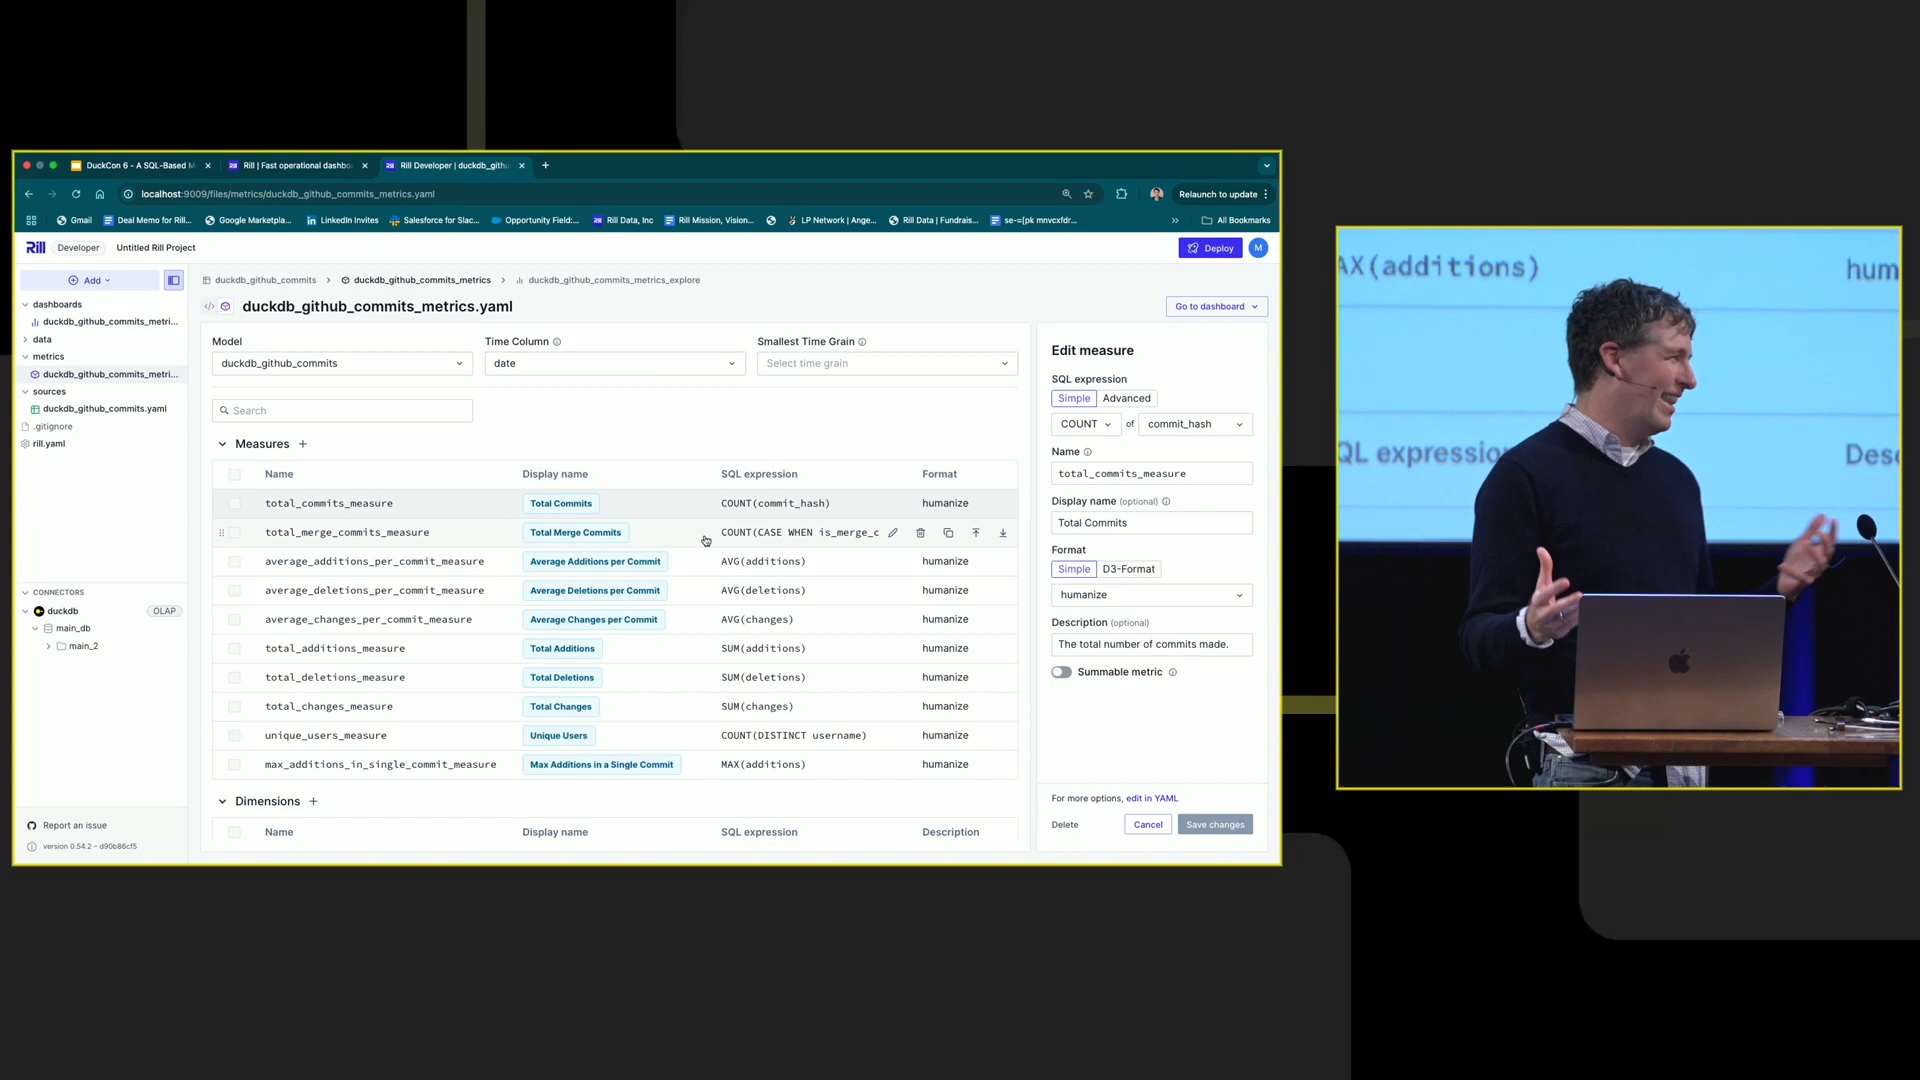 DuckCon 6 - A SQL-Based M
Rill | Fast operational dashbo
Rill Developer | duckdb_githu
localhost:9009/files/metrics/duckdb_github_commits_metrics.yaml
Relaunch to update
Gmail
Deal Memo for Rill...
Google Marketpla...
LinkedIn Invites
Salesforce for Slac...
Opportunity Field:...
Rill Data, Inc
Rill Mission, Vision...
LP Network | Ange...
Rill Data | Fundrais...
se-=[pk mnvcxfdr...
All Bookmarks
Rill
Developer
Untitled Rill Project
Deploy
M
Add
dashboards
duckdb_github_commits_metri...
data
metrics
duckdb_github_commits_metri...
sources
duckdb_github_commits.yaml
.gitignore
rill.yaml
CONNECTORS
duckdb
OLAP
main_db
main_2
Report an issue
version 0.54.2 – d90b86cf5
duckdb_github_commits
duckdb_github_commits_metrics
duckdb_github_commits_metrics_explore
duckdb_github_commits_metrics.yaml
Go to dashboard
Model
Time Column
Smallest Time Grain
duckdb_github_commits
date
Select time grain
Search
Measures
Name Display name SQL expression Format
total_commits_measure Total Commits COUNT(commit_hash) humanize
total_merge_commits_measure Total Merge Commits COUNT(CASE WHEN is_merge_c
average_additions_per_commit_measure Average Additions per Commit AVG(additions) humanize
average_deletions_per_commit_measure Average Deletions per Commit AVG(deletions) humanize
average_changes_per_commit_measure Average Changes per Commit AVG(changes) humanize
total_additions_measure Total Additions SUM(additions) humanize
total_deletions_measure Total Deletions SUM(deletions) humanize
total_changes_measure Total Changes SUM(changes) humanize
unique_users_measure Unique Users COUNT(DISTINCT username) humanize
max_additions_in_single_commit_measure Max Additions in a Single Commit MAX(additions) humanize
Dimensions
Name Display name SQL expression Description
Edit measure
SQL expression
Simple Advanced
COUNT of commit_hash
Name
total_commits_measure
Display name (optional)
Total Commits
Format
Simple D3-Format
humanize
Description (optional)
The total number of commits made.
Summable metric
For more options, edit in YAML
Delete
Cancel
Save changes
AX(additions)
hum
QL expression
Desc